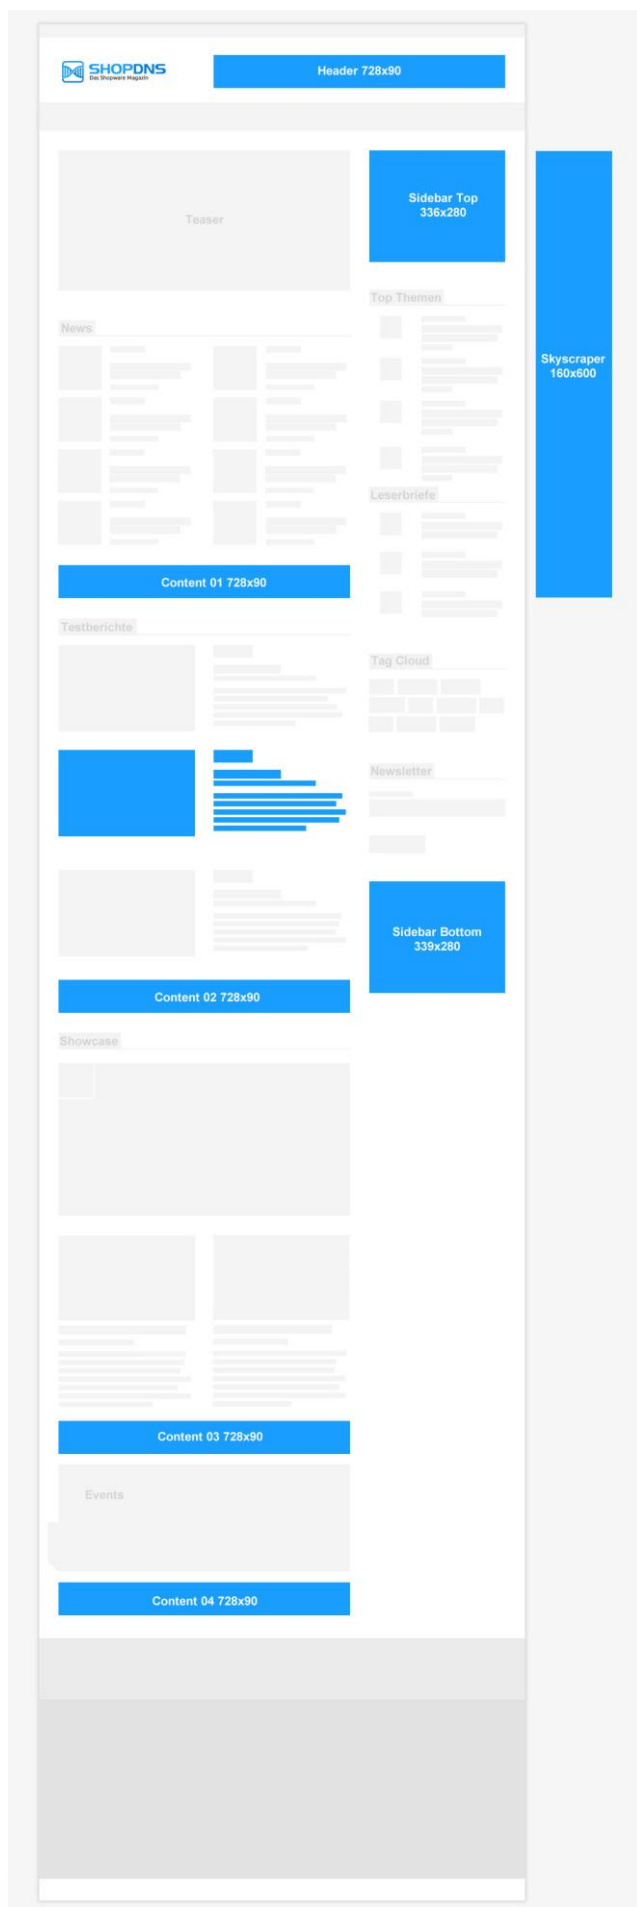 SHOPDNS
Das Shopware Magazin
Header 728x90
Teaser
Sidebar Top
336x280
Skyscraper
160x600
Top Themen
News
Leserbriefe
Content 01 728x90
Testberichte
Tag Cloud
Newsletter
Sidebar Bottom
339x280
Content 02 728x90
Showcase
Content 03 728x90
Events
Content 04 728x90